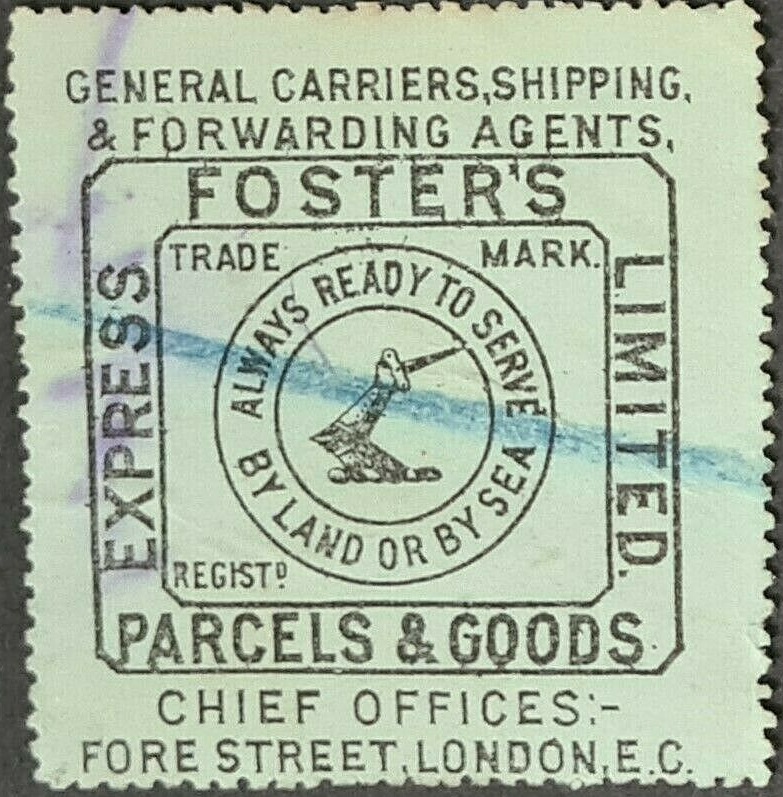 GENERAL CARRIERS, SHIPPING,
& FORWARDING AGENTS,
FOSTER'S
EXPRESS
LIMITED.
TRADE MARK.
ALWAYS READY TO SERVE
BY LAND OR BY SEA
REGISTD
PARCELS & GOODS
CHIEF OFFICES:-
FORE STREET, LONDON, E.C.